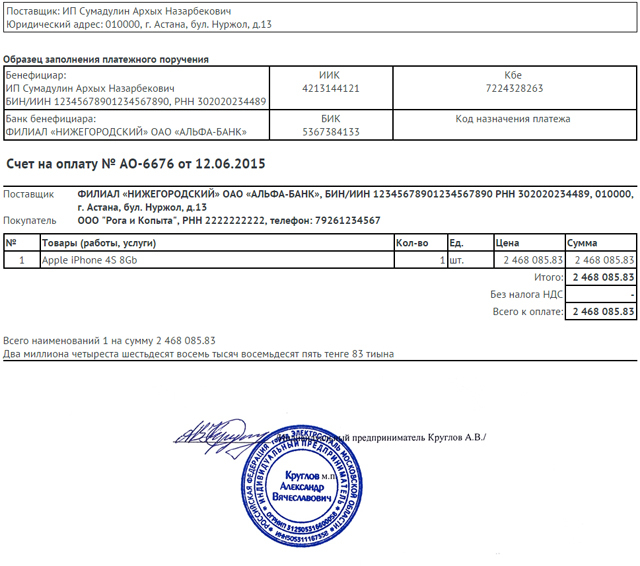 Поставщик: ИП Сумадулин Архых Назарбекович
Юридический адрес: 010000, г. Астана, бул. Нуржол, д.13
Образец заполнения платежного поручения
Бенефициар: ИИК Кбе
ИП Сумадулин Архых Назарбекович 4213144121 7224328263
БИН/ИИН 12345678901234567890, РНН 302020234489
Банк бенефициара: БИК Код назначения платежа
ФИЛИАЛ «НИЖЕГОРОДСКИЙ» ОАО «АЛЬФА-БАНК» 5367384133
Счет на оплату № АО-6676 от 12.06.2015
Поставщик ФИЛИАЛ «НИЖЕГОРОДСКИЙ» ОАО «АЛЬФА-БАНК», БИН/ИИН 12345678901234567890 РНН 302020234489, 010000,
г. Астана, бул. Нуржол, д.13
Покупатель ООО "Рога и Копыта", РНН 2222222222, телефон: 79261234567
№ Товары (работы, услуги) Кол-во Ед. Цена Сумма
1 Apple iPhone 4S 8Gb 1 шт. 2 468 085.83 2 468 085.83
Итого: 2 468 085.83
Без налога НДС -
Всего к оплате: 2 468 085.83
Всего наименований 1 на сумму 2 468 085.83
Два миллиона четыреста шестьдесят восемь тысяч восемьдесят пять тенге 83 тиына
предприниматель Круглов А.В./
РОССИЙСКАЯ ФЕДЕРАЦИЯ ЭЛЕКТРОСТАЛЬ МОСКОВСКОЙ ОБЛАСТИ
ИНДИВИДУАЛЬНЫЙ ПРЕДПРИНИМАТЕЛЬ
Круглов м.п.
Александр
Вячеславович